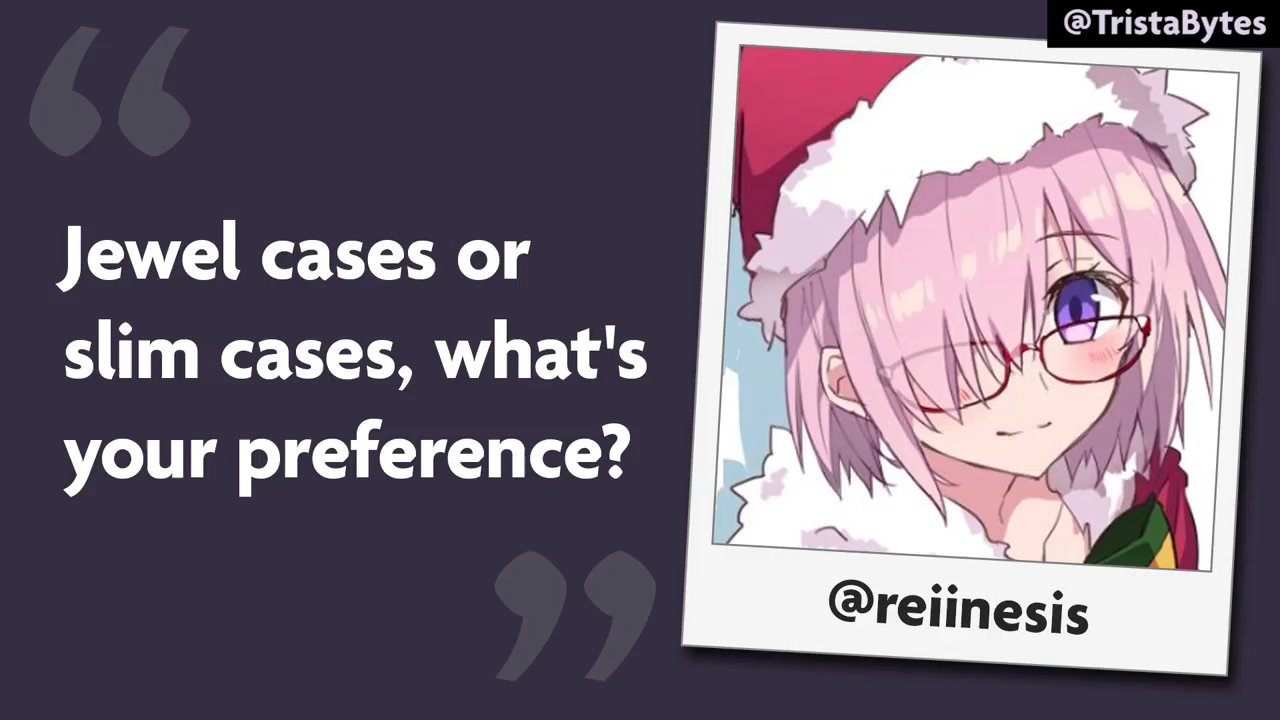 @TristaBytes
Jewel cases or
slim cases, what's
your preference?
@reiinesis